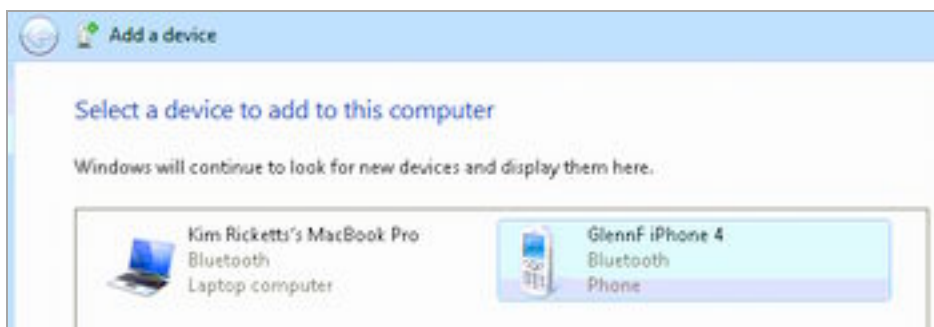 Add a device
Select a device to add to this computer
Windows will continue to look for new devices and display them here.
Kim Ricketts's MacBook Pro
Bluetooth
Laptop computer
GlennF iPhone 4
Bluetooth
Phone